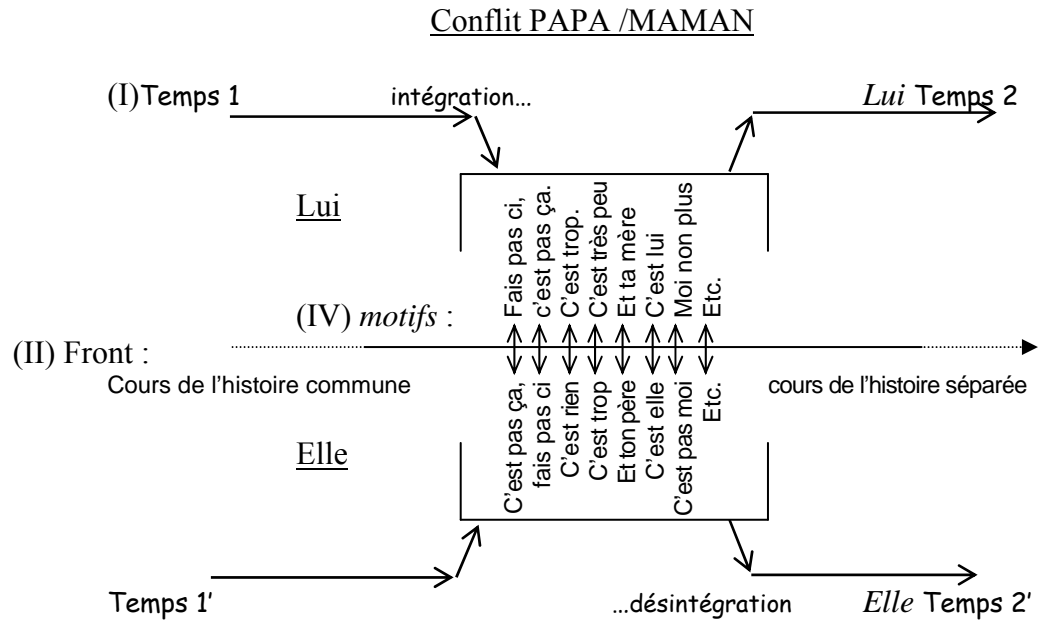 Conflit PAPA /MAMAN
(I)Temps 1 intégration... Lui Temps 2
Lui
Fais pas ci,
c'est pas ça.
C'est trop.
C'est très peu
Et ta mère
C'est lui
Moi non plus
Etc.
(IV) motifs :
(II) Front :
Cours de l'histoire commune cours de l'histoire séparée
C'est pas ça,
fais pas ci
C'est rien
C'est trop
Et ton père
C'est elle
C'est pas moi
Etc.
Elle
Temps 1' ...désintégration Elle Temps 2'